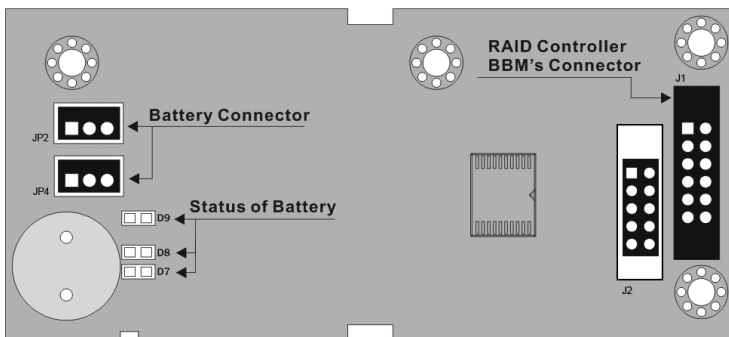 RAID Controller
BBM's Connector
J1
Battery Connector
JP2
JP4
Status of Battery
D9
D8
D7
J2